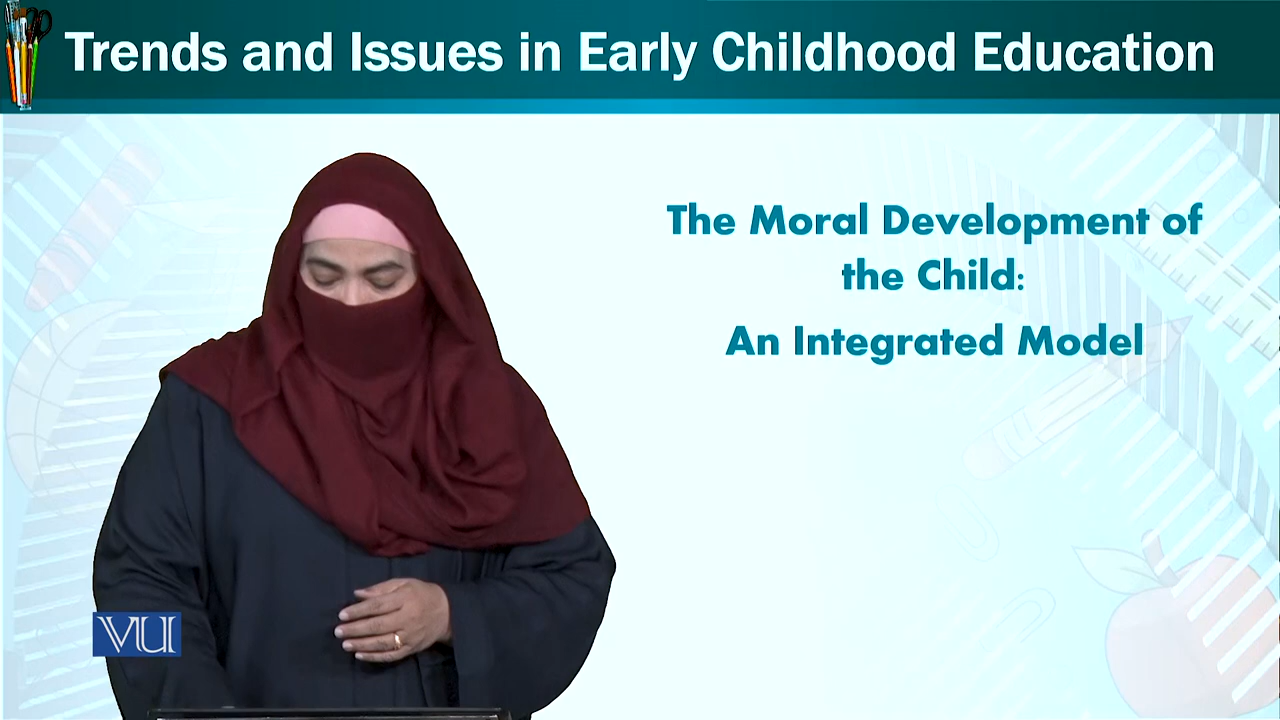 Trends and Issues in Early Childhood Education
The Moral Development of
the Child:
An Integrated Model
VU